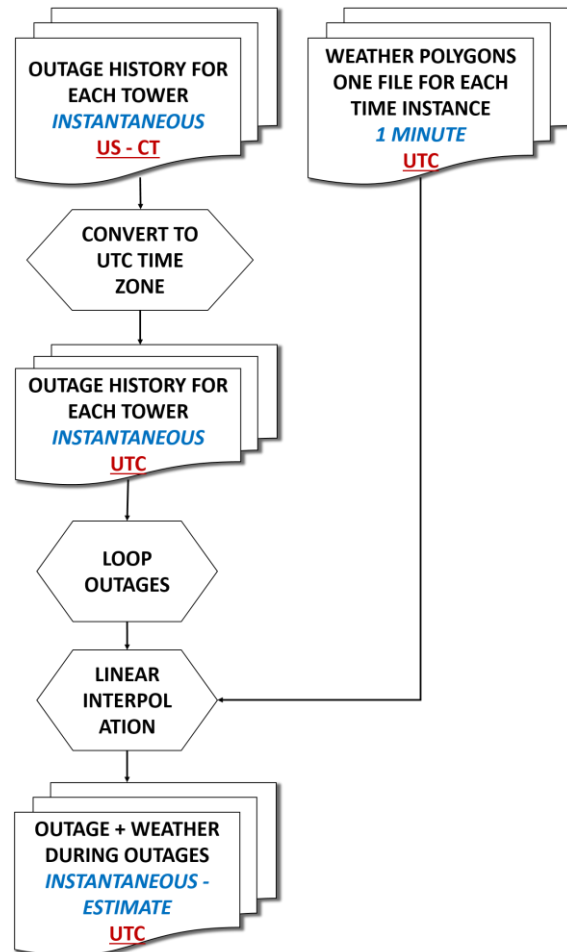 OUTAGE HISTORY FOR
EACH TOWER
INSTANTANEOUS
US - CT
WEATHER POLYGONS
ONE FILE FOR EACH
TIME INSTANCE
1 MINUTE
UTC
CONVERT TO
UTC TIME
ZONE
OUTAGE HISTORY FOR
EACH TOWER
INSTANTANEOUS
UTC
LOOP
OUTAGES
LINEAR
INTERPOL
ATION
OUTAGE + WEATHER
DURING OUTAGES
INSTANTANEOUS -
ESTIMATE
UTC